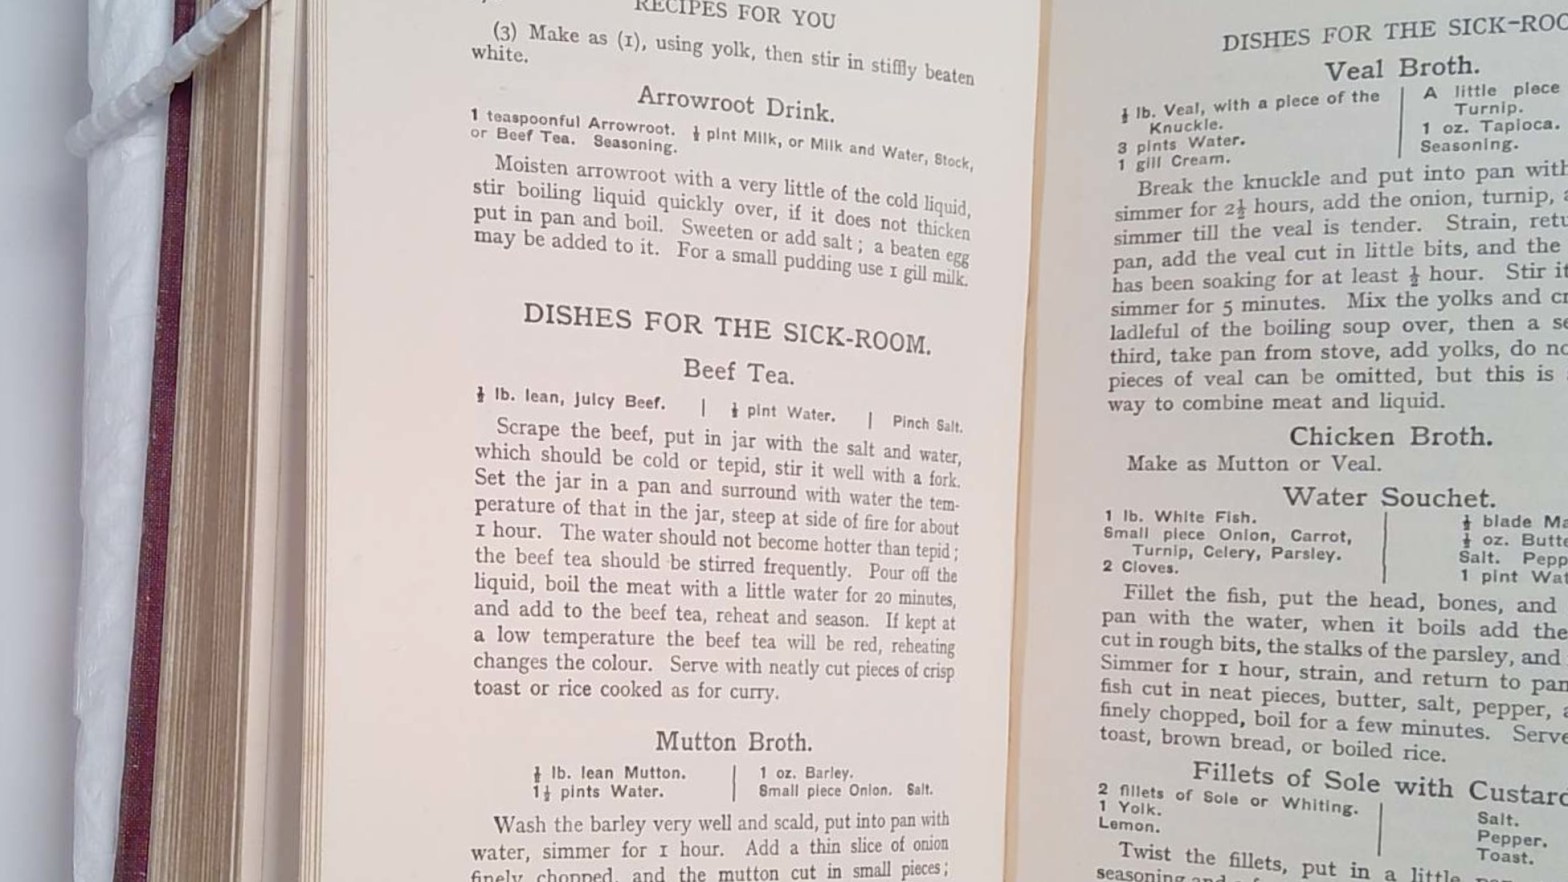 RECIPES FOR YOU
(3) Make as (1), using yolk, then stir in stiffly beaten
white.
Arrowroot Drink.
1 teaspoonful Arrowroot. ½ pint Milk, or Milk and Water, Stock,
or Beef Tea. Seasoning.
Moisten arrowroot with a very little of the cold liquid,
stir boiling liquid quickly over, if it does not thicken
put in pan and boil. Sweeten or add salt; a beaten egg
may be added to it. For a small pudding use 1 gill milk.
DISHES FOR THE SICK-ROOM.
Beef Tea.
½ lb. lean, juicy Beef. | ½ pint Water. | Pinch Salt.
Scrape the beef, put in jar with the salt and water,
which should be cold or tepid, stir it well with a fork.
Set the jar in a pan and surround with water the tem-
perature of that in the jar, steep at side of fire for about
1 hour. The water should not become hotter than tepid;
the beef tea should be stirred frequently. Pour off the
liquid, boil the meat with a little water for 20 minutes,
and add to the beef tea, reheat and season. If kept at
a low temperature the beef tea will be red, reheating
changes the colour. Serve with neatly cut pieces of crisp
toast or rice cooked as for curry.
Mutton Broth.
½ lb. lean Mutton. | 1 oz. Barley.
1½ pints Water. | Small piece Onion. Salt.
Wash the barley very well and scald, put into pan with
water, simmer for 1 hour. Add a thin slice of onion
finely chopped, and the mutton cut in small pieces;
DISHES FOR THE SICK-ROO
Veal Broth.
lb. Veal, with a piece of the
Knuckle.
3 pints Water.
1 gill Cream.
A little piece
Turnip.
1 oz. Tapioca.
Seasoning.
Break the knuckle and put into pan with
simmer for 2½ hours, add the onion, turnip,
simmer till the veal is tender. Strain, retu
pan, add the veal cut in little bits, and the
has been soaking for at least ½ hour. Stir it
simmer for 5 minutes. Mix the yolks and cr
ladleful of the boiling soup over, then a se
third, take pan from stove, add yolks, do no
pieces of veal can be omitted, but this is
way to combine meat and liquid.
Chicken Broth.
Make as Mutton or Veal.
Water Souchet.
1 lb. White Fish.
Small piece Onion, Carrot,
Turnip, Celery, Parsley.
2 Cloves.
½ blade Ma
½ oz. Butte
Salt. Pepp
1 pint Wat
Fillet the fish, put the head, bones, and
pan with the water, when it boils add the
cut in rough bits, the stalks of the parsley, and
Simmer for 1 hour, strain, and return to pan
fish cut in neat pieces, butter, salt, pepper,
finely chopped, boil for a few minutes. Serve
toast, brown bread, or boiled rice.
Fillets of Sole with Custard
2 fillets of Sole or Whiting.
1 Yolk.
Lemon.
Salt.
Pepper.
Toast.
Twist the fillets, put in a little
seasoning and